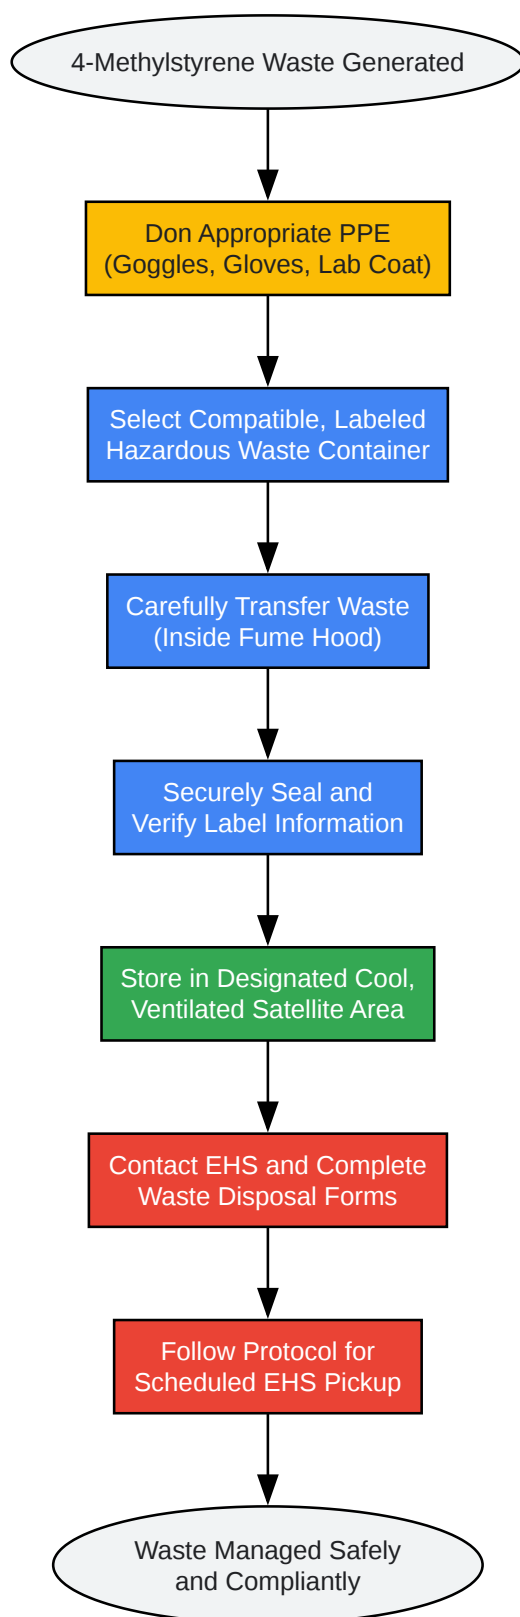 4-Methylstyrene Waste Generated
Don Appropriate PPE
(Goggles, Gloves, Lab Coat)
Select Compatible, Labeled
Hazardous Waste Container
Carefully Transfer Waste
(Inside Fume Hood)
Securely Seal and
Verify Label Information
Store in Designated Cool,
Ventilated Satellite Area
Contact EHS and Complete
Waste Disposal Forms
Follow Protocol for
Scheduled EHS Pickup
Waste Managed Safely
and Compliantly